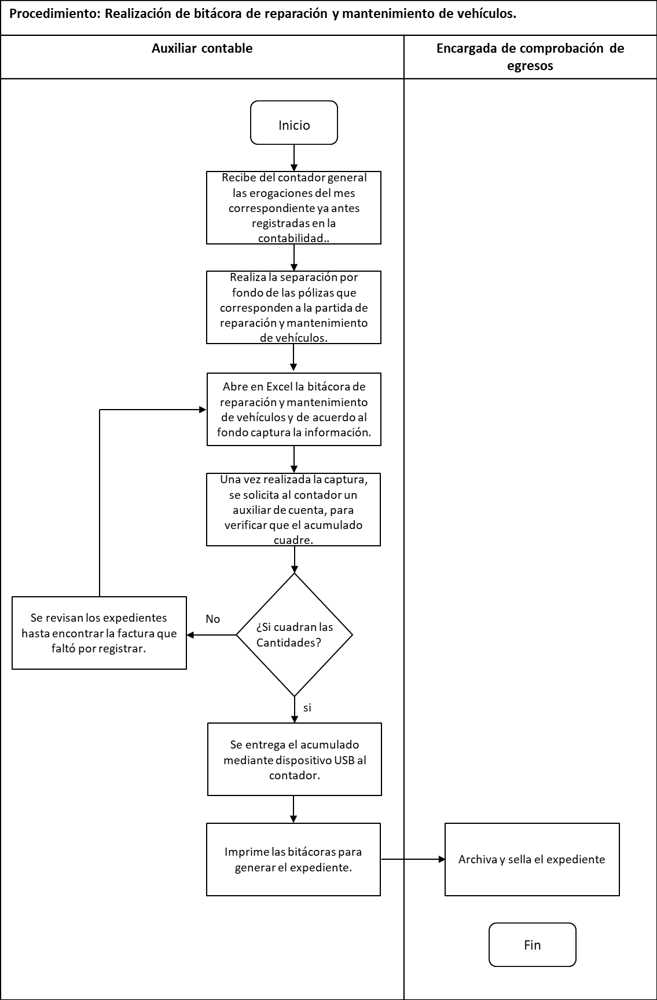 Procedimiento: Realización de bitácora de reparación y mantenimiento de vehículos.
Auxiliar contable
Encargada de comprobación de
egresos
Inicio
Recibe del contador general
las erogaciones del mes
correspondiente ya antes
registradas en la
contabilidad..
Realiza la separación por
fondo de las pólizas que
corresponden a la partida de
reparación y mantenimiento
de vehículos.
Abre en Excel la bitácora de
reparación y mantenimiento
de vehículos y de acuerdo al
fondo captura la información.
Una vez realizada la captura,
se solicita al contador un
auxiliar de cuenta, para
verificar que el acumulado
cuadre.
¿Si cuadran las
Cantidades?
No
Se revisan los expedientes
hasta encontrar la factura que
faltó por registrar.
si
Se entrega el acumulado
mediante dispositivo USB al
contador.
Imprime las bitácoras para
generar el expediente.
Archiva y sella el expediente
Fin